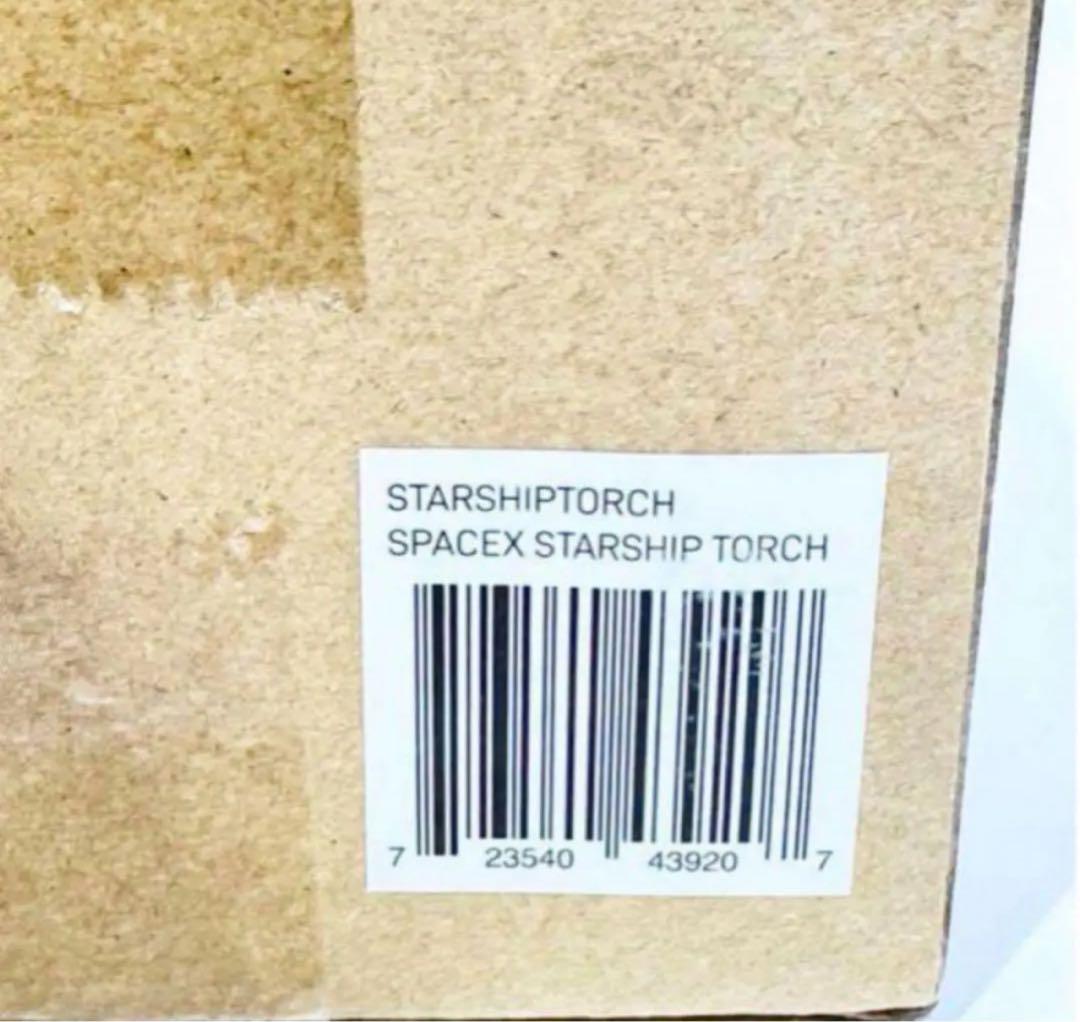 STARSHIPTORCH
SPACEX STARSHIP TORCH
7 23540 43920 7